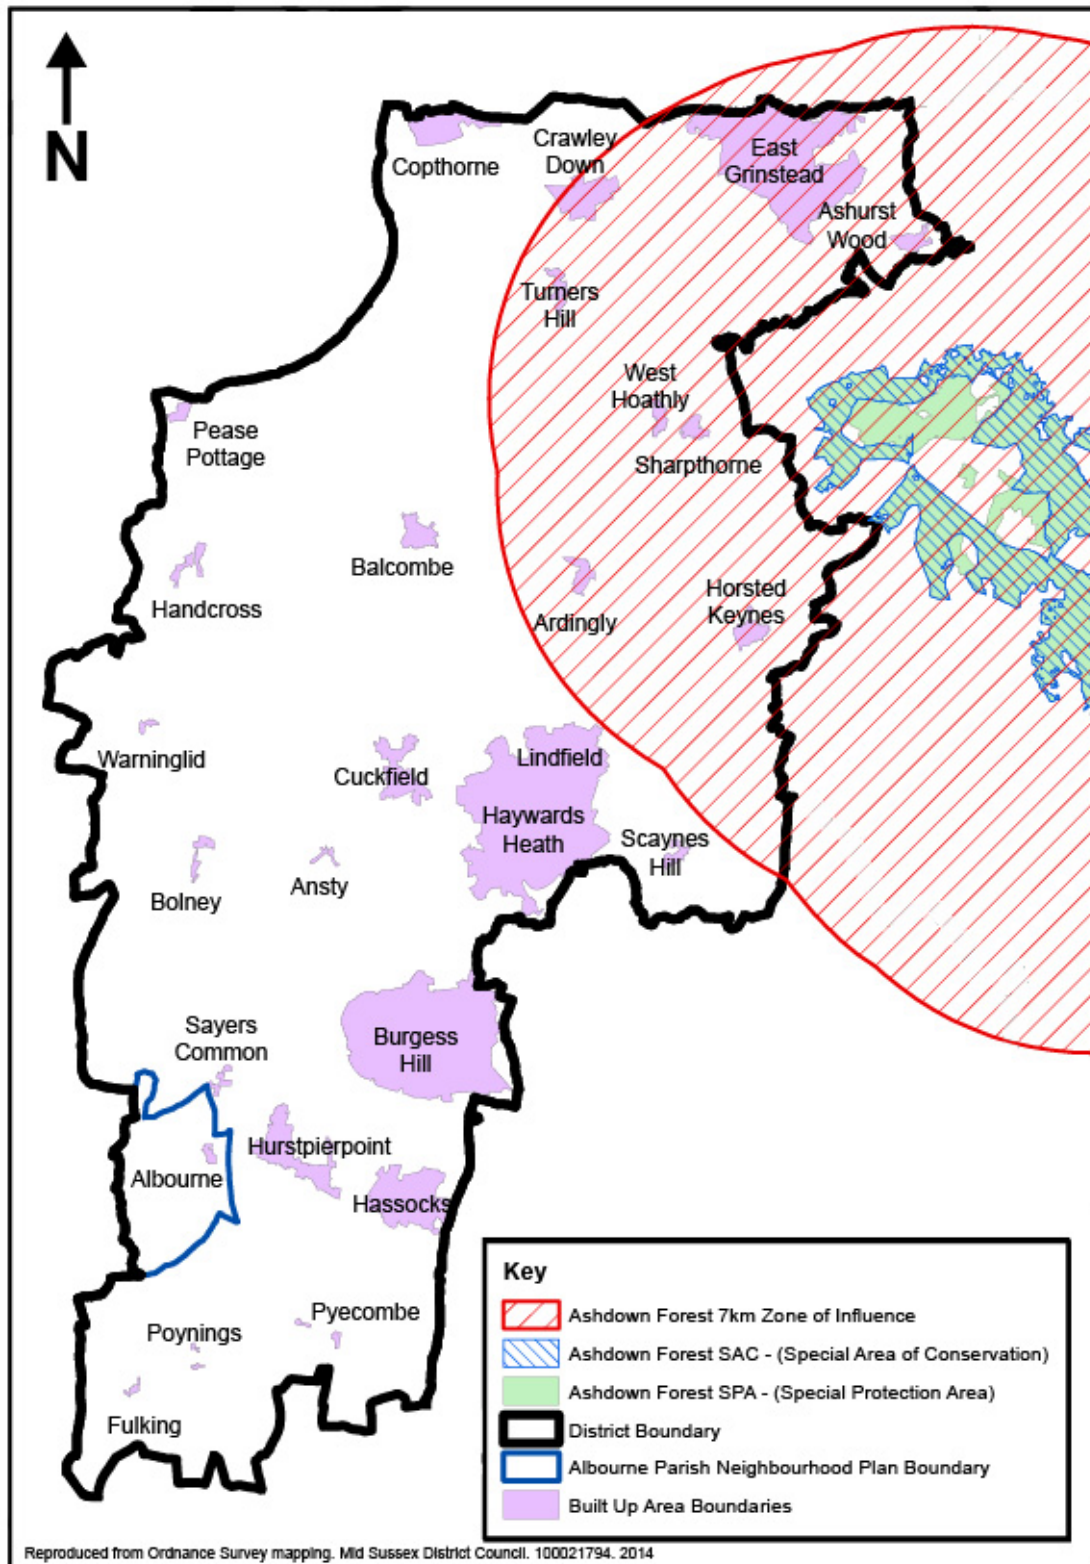 N
Copthorne
Crawley
Down
East
Grinstead
Ashurst
Wood
Turners
Hill
West
Hoathly
Sharpthorne
Pease
Pottage
Balcombe
Handcross
Ardingly
Horsted
Keynes
Warninglid
Cuckfield
Lindfield
Haywards
Heath
Scaynes
Hill
Bolney
Ansty
Sayers
Common
Burgess
Hill
Hurstpierpoint
Albourne
Hassocks
Pyecombe
Poynings
Fulking
Key
Ashdown Forest 7km Zone of Influence
Ashdown Forest SAC - (Special Area of Conservation)
Ashdown Forest SPA - (Special Protection Area)
District Boundary
Albourne Parish Neighbourhood Plan Boundary
Built Up Area Boundaries
Reproduced from Ordnance Survey mapping. Mid Sussex District Council. 100021794. 2014